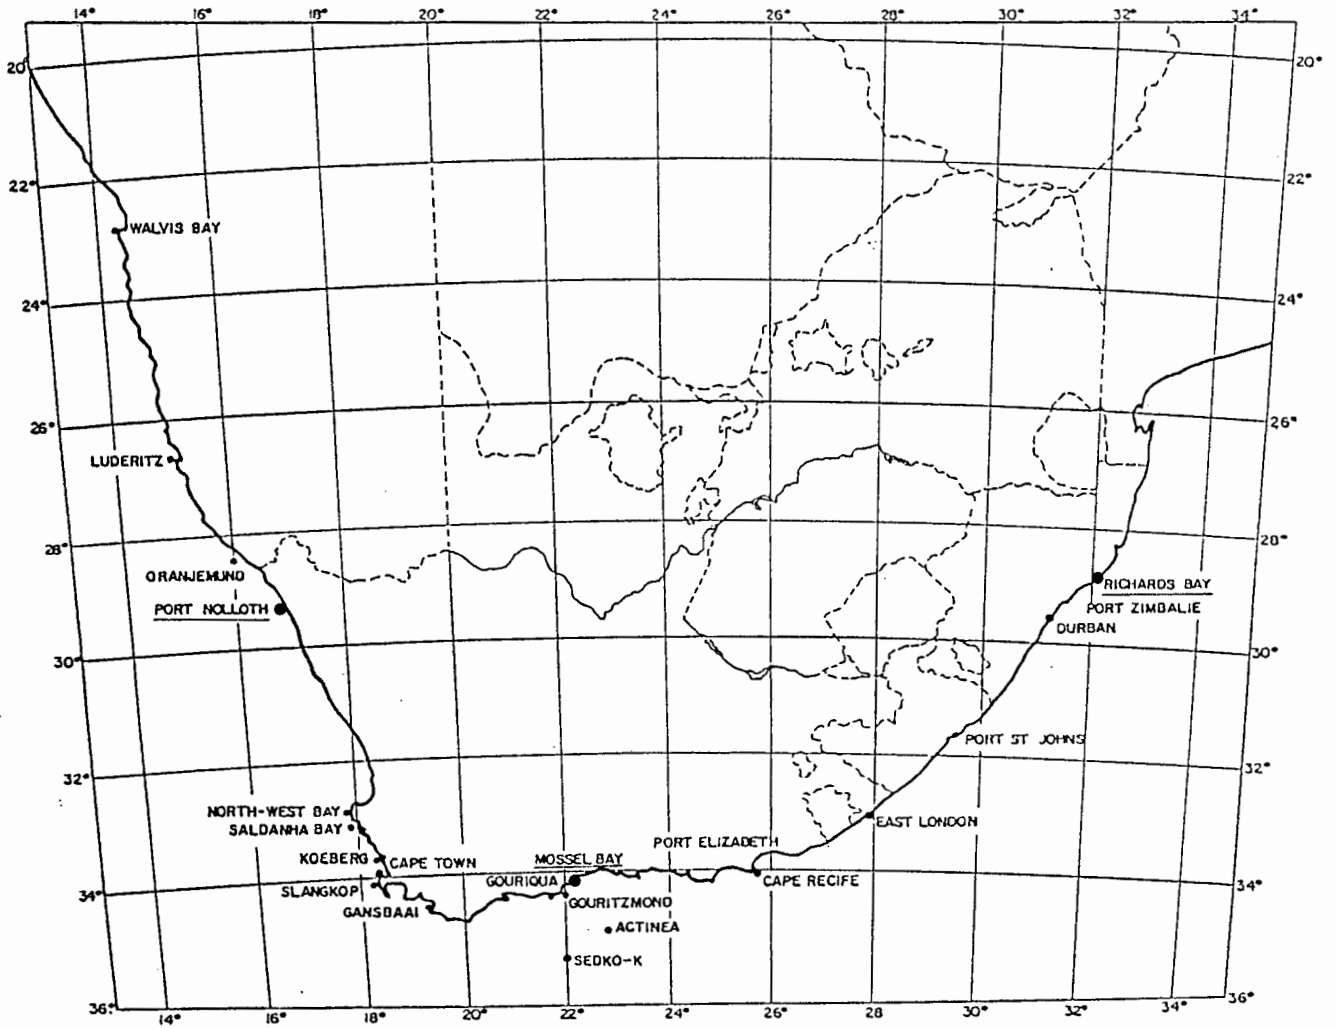 14° 16° 18° 20° 22° 24° 26° 28° 30° 32° 34°
20° 20°
22° 22°
WALVIS BAY
24° 24°
26° 26°
LUDERITZ
28° 28°
ORANJEMUND
RICHARDS BAY
PORT NOLLOTH
PORT ZIMBALIE
DURBAN
30° 30°
PORT ST JOHNS
32° 32°
NORTH-WEST BAY
SALDANHA BAY
EAST LONDON
PORT ELIZADETH
KOEBERG
CAPE TOWN
MOSSEL BAY
SLANGKOP
GOURIQUA
CAPE RECIFE
34° 34°
GANSBAAI
GOURITZMOND
ACTINEA
SEDKO-K
36° 36°
14° 16° 18° 20° 22° 24° 26° 28° 30° 32° 34°